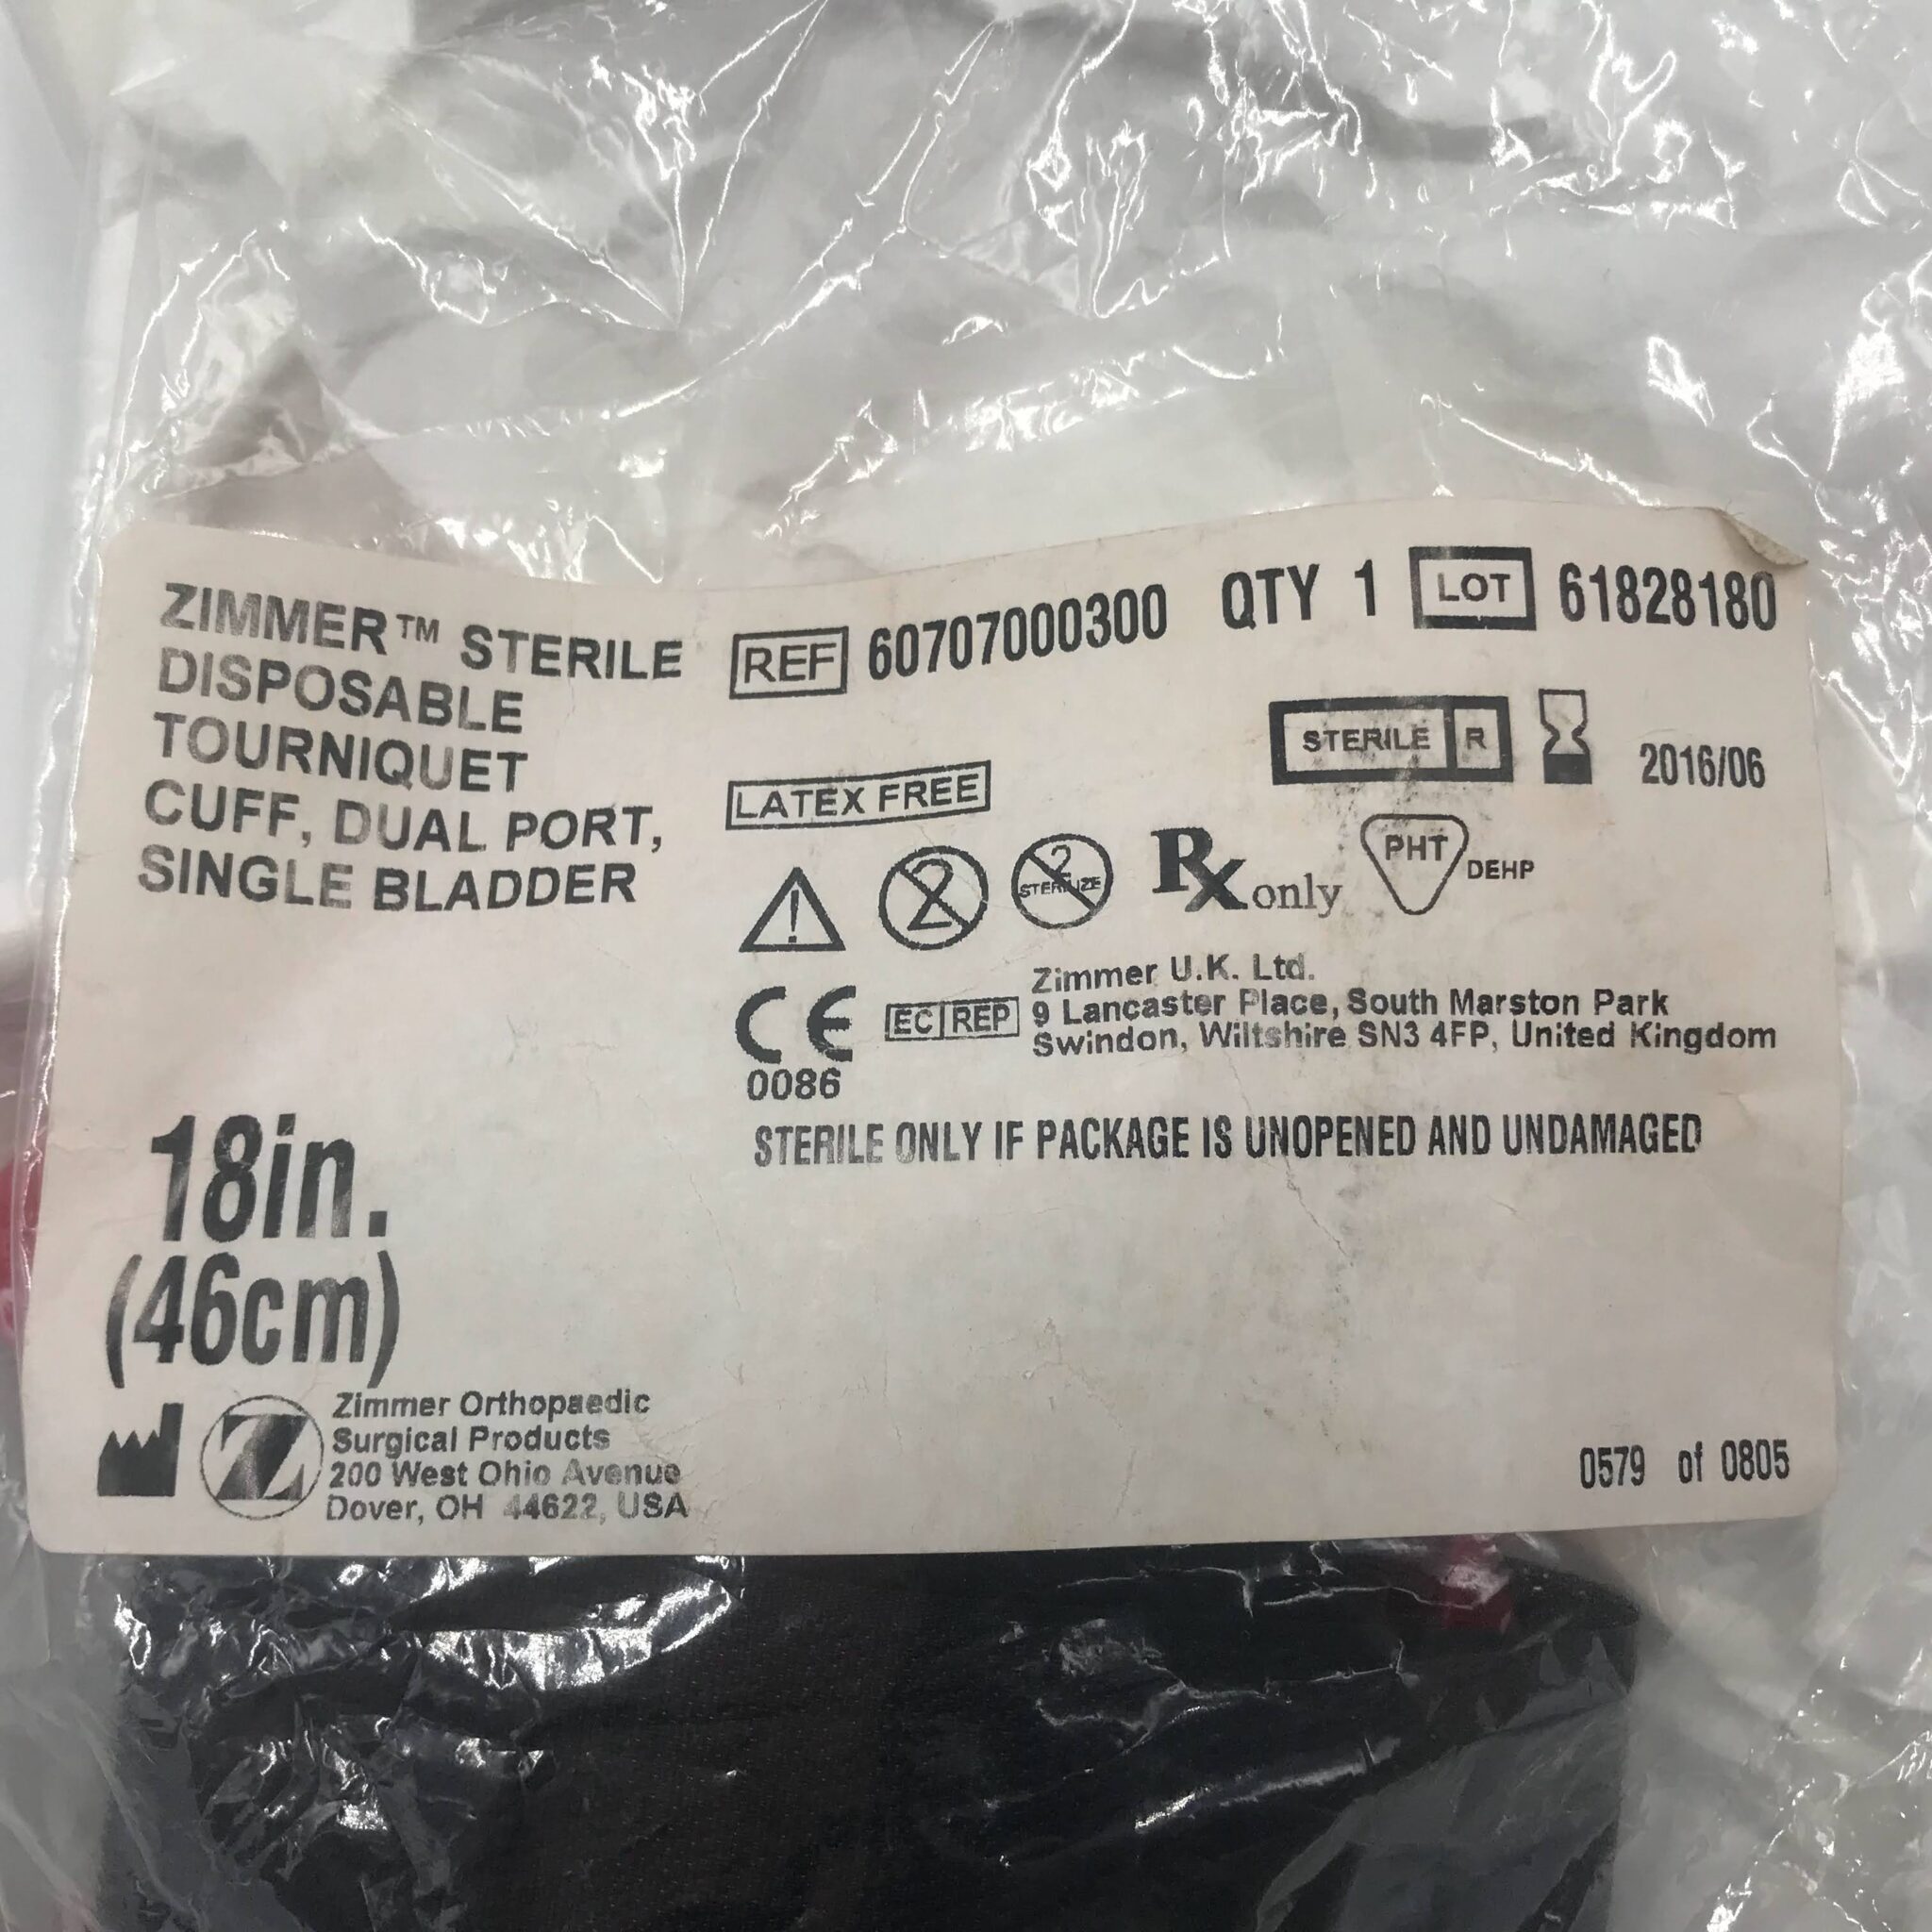 ZIMMER™ STERILE
DISPOSABLE
TOURNIQUET
CUFF, DUAL PORT,
SINGLE BLADDER
REF 60707000300 QTY 1 LOT 61828180
STERILE R 2016/06
LATEX FREE
2 2 STERILIZE Rx only PHT DEHP
CE 0086
EC REP
Zimmer U.K. Ltd.
9 Lancaster Place, South Marston Park
Swindon, Wiltshire SN3 4FP, United Kingdom
STERILE ONLY IF PACKAGE IS UNOPENED AND UNDAMAGED
18in.
(46cm)
Z
Zimmer Orthopaedic
Surgical Products
200 West Ohio Avenue
Dover, OH 44622, USA
0579 of 0805